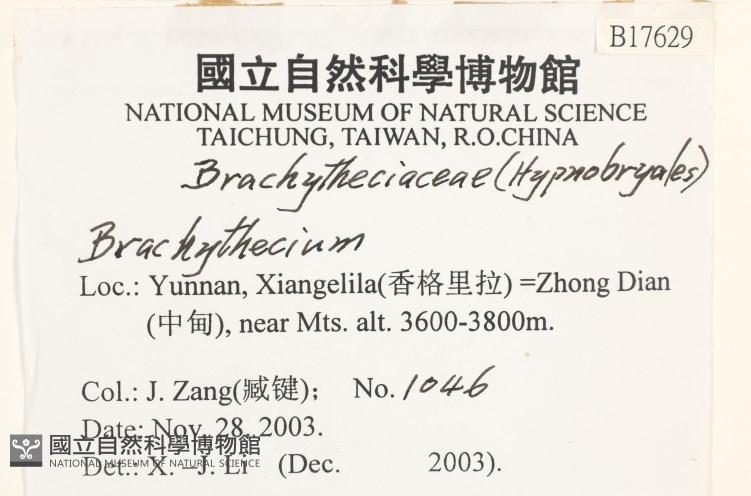 B17629
國立自然科學博物館
NATIONAL MUSEUM OF NATURAL SCIENCE
TAICHUNG, TAIWAN, R.O.CHINA
Brachytheciaceae (Hypnobryales)
Brachythecium
Loc.: Yunnan, Xiangelila(香格里拉) =Zhong Dian
(中甸), near Mts. alt. 3600-3800m.
Col.: J. Zang(臧键); No. 1046
Date: Nov. 28, 2003.
國立自然科學博物館
NATIONAL MUSEUM OF NATURAL SCIENCE
Det.: X. –J. Li (Dec. 2003).